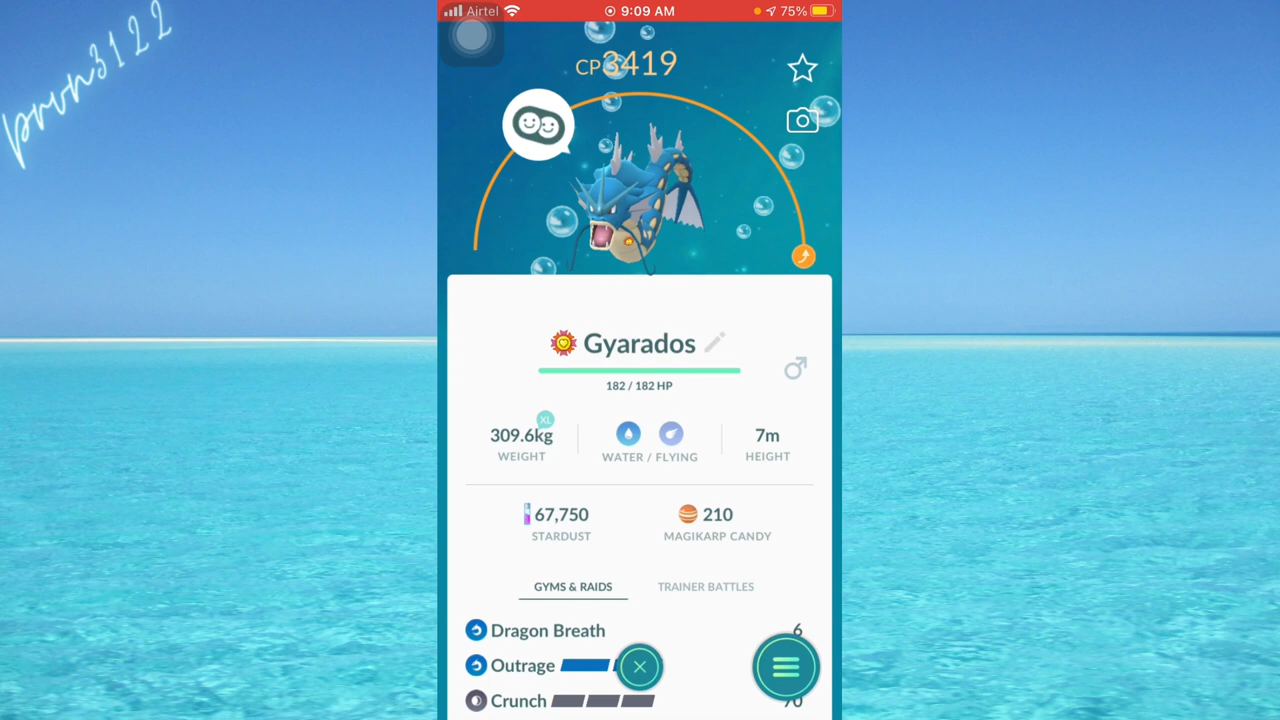 prvn3122
Airtel 9:09 AM 75%
CP3419
Gyarados
182 / 182 HP
XL
309.6kg 7m
WEIGHT WATER / FLYING HEIGHT
67,750 210
STARDUST MAGIKARP CANDY
GYMS & RAIDS TRAINER BATTLES
Dragon Breath 6
Outrage
Crunch 70